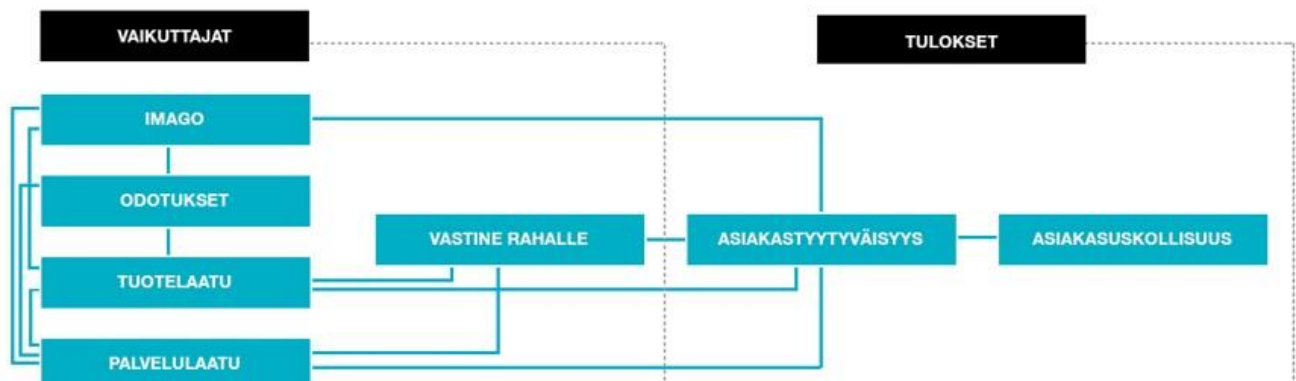 VAIKUTTAJAT
TULOKSET
IMAGO
ODOTUKSET
VASTINE RAHALLE
ASIAKASTYYTYVÄISYYS
ASIAKASUSKOLLISUUS
TUOTELAATU
PALVELULAATU